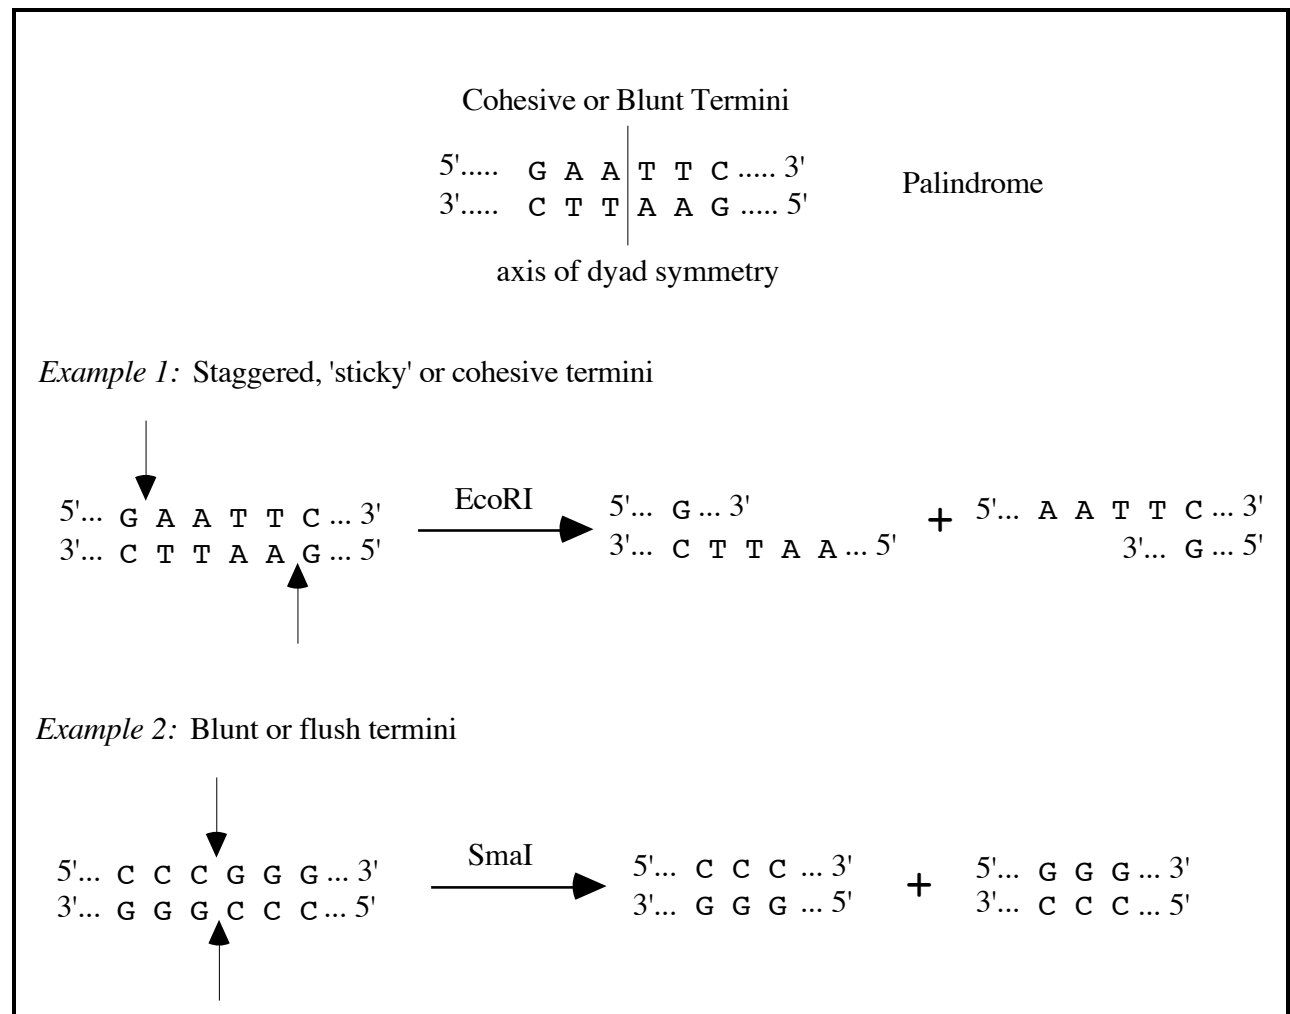 Cohesive or Blunt Termini
5'..... G A A T T C ..... 3'
3'..... C T T A A G ..... 5'
Palindrome
axis of dyad symmetry
Example 1: Staggered, 'sticky' or cohesive termini
5'... G A A T T C ... 3'
3'... C T T A A G ... 5'
EcoRI
5'... G ... 3'
3'... C T T A A ... 5'
+
5'... A A T T C ... 3'
3'... G ... 5'
Example 2: Blunt or flush termini
5'... C C C G G G ... 3'
3'... G G G C C C ... 5'
SmaI
5'... C C C ... 3'
3'... G G G ... 5'
+
5'... G G G ... 3'
3'... C C C ... 5'